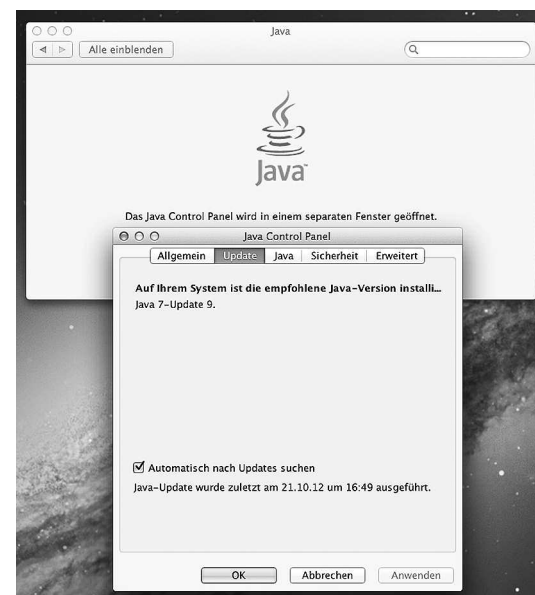 Java
Alle einblenden
Java
Das Java Control Panel wird in einem separaten Fenster geöffnet.
Java Control Panel
Allgemein Update Java Sicherheit Erweitert
Auf Ihrem System ist die empfohlene Java-Version installi...
Java 7-Update 9.
Automatisch nach Updates suchen
Java-Update wurde zuletzt am 21.10.12 um 16:49 ausgeführt.
OK Abbrechen Anwenden